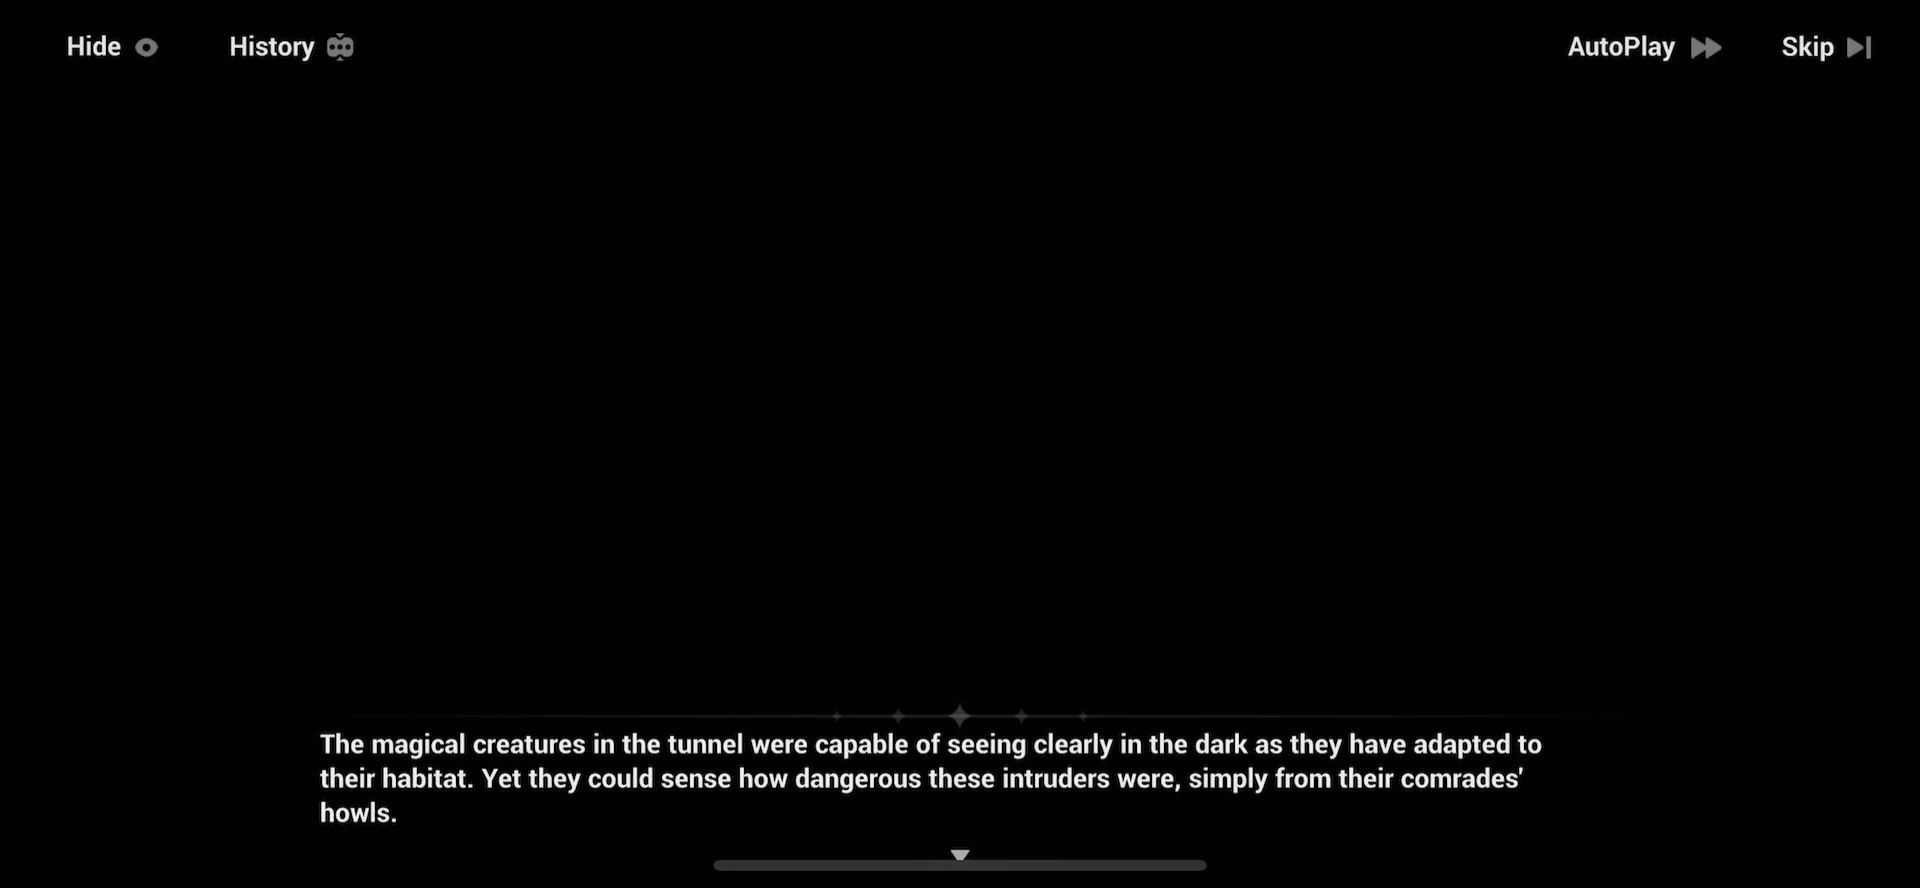 Hide
History
AutoPlay
Skip
The magical creatures in the tunnel were capable of seeing clearly in the dark as they have adapted to
their habitat. Yet they could sense how dangerous these intruders were, simply from their comrades'
howls.